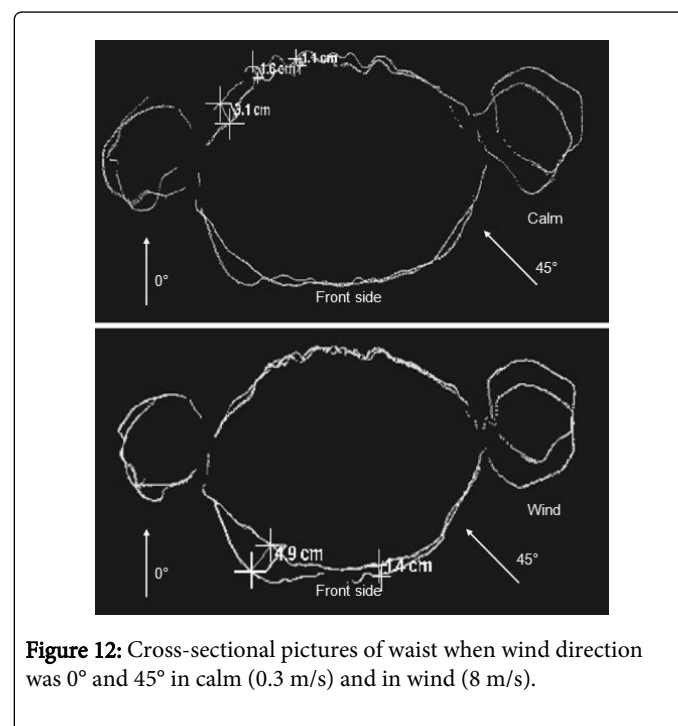 1.6 cm
1.1 cm
3.1 cm
Calm
0°
45°
Front side
4.9 cm
1.4 cm
Wind
0°
45°
Front side
Figure 12: Cross-sectional pictures of waist when wind direction
was 0° and 45° in calm (0.3 m/s) and in wind (8 m/s).